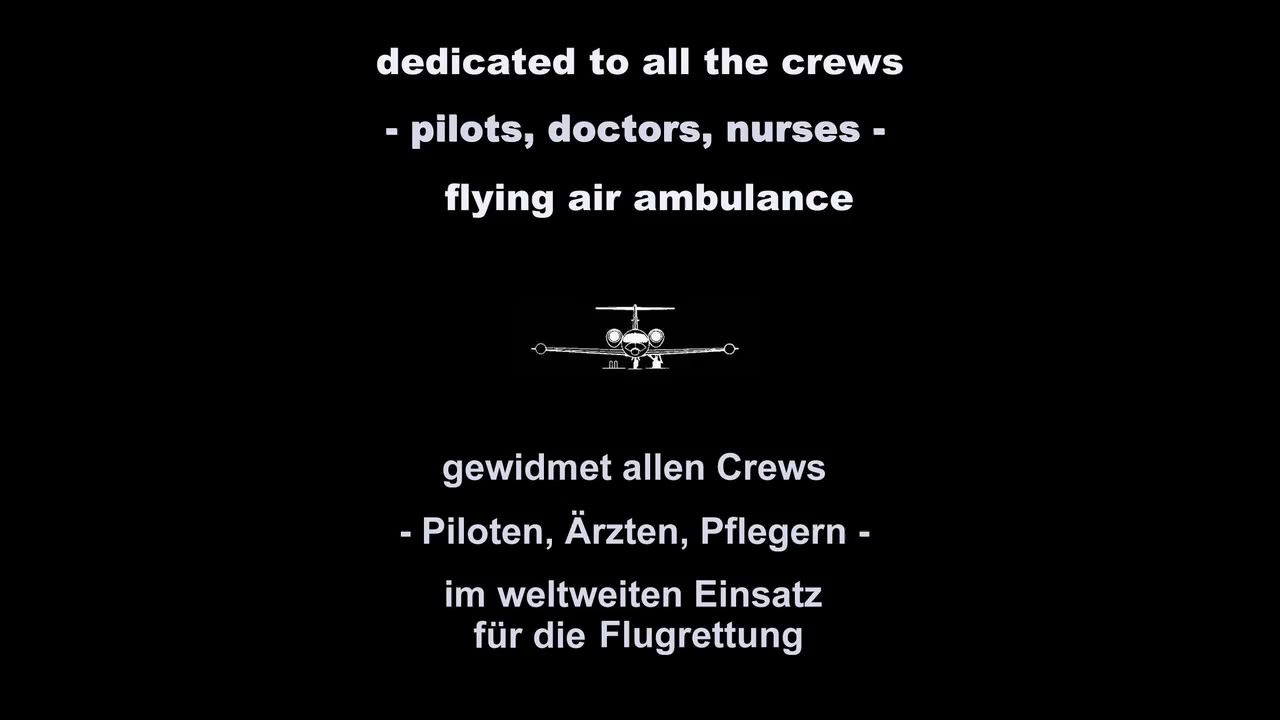 dedicated to all the crews
- pilots, doctors, nurses -
flying air ambulance
gewidmet allen Crews
- Piloten, Ärzten, Pflegern -
im weltweiten Einsatz
für die Flugrettung